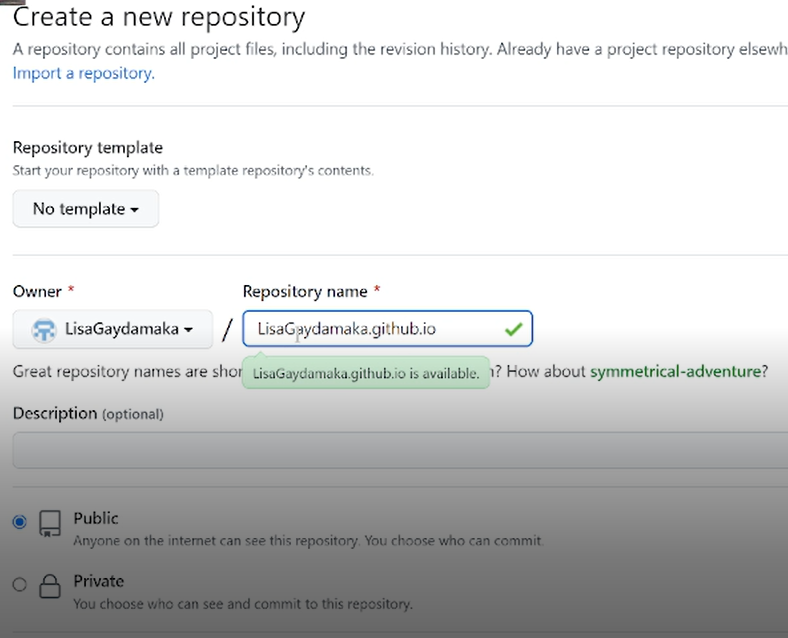 Create a new repository
A repository contains all project files, including the revision history. Already have a project repository
Import a repository.
Repository template
Start your repository with a template repository's contents.
No template
Owner *
Repository name *
LisaGaydamaka
/
LisaGaydamaka.github.io
Great repository names are
LisaGaydamaka.github.io is available.
? How about symmetrical-adventure?
Description (optional)
Public
Anyone on the internet can see this repository. You choose who can commit.
Private
You choose who can see and commit to this repository.